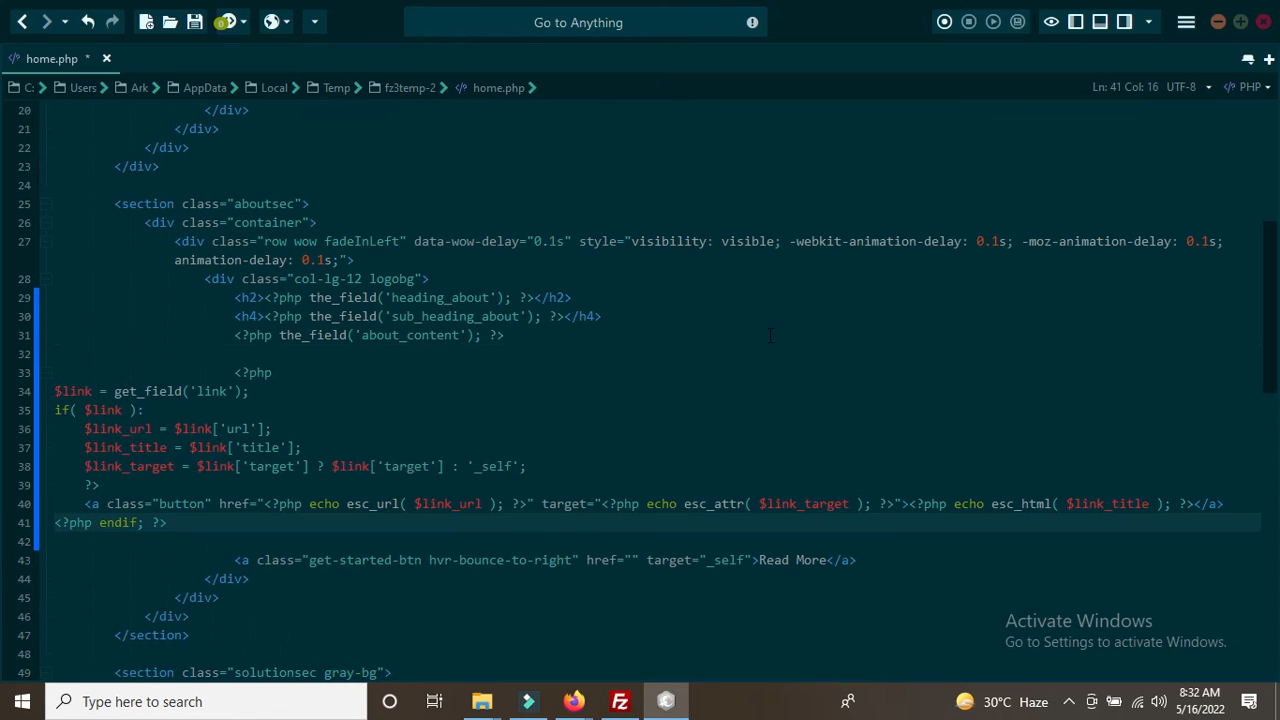 Go to Anything
home.php *
C: Users Ark AppData Local Temp fz3temp-2 home.php Ln: 41 Col: 16 UTF-8 PHP
20 </div>
21 </div>
22 </div>
23 </div>
24
25 <section class="aboutsec">
26 <div class="container">
27 <div class="row wow fadeInLeft" data-wow-delay="0.1s" style="visibility: visible; -webkit-animation-delay: 0.1s; -moz-animation-delay: 0.1s;
animation-delay: 0.1s;">
28 <div class="col-lg-12 logobg">
29 <h2><?php the_field('heading_about'); ?></h2>
30 <h4><?php the_field('sub_heading_about'); ?></h4>
31 <?php the_field('about_content'); ?>
32
33 <?php
34 $link = get_field('link');
35 if( $link ):
36 $link_url = $link['url'];
37 $link_title = $link['title'];
38 $link_target = $link['target'] ? $link['target'] : '_self';
39 ?>
40 <a class="button" href="<?php echo esc_url( $link_url ); ?>" target="<?php echo esc_attr( $link_target ); ?>"><?php echo esc_html( $link_title ); ?></a>
41 <?php endif; ?>
42
43 <a class="get-started-btn hvr-bounce-to-right" href="" target="_self">Read More</a>
44 </div>
45 </div>
46 </div>
47 </section>
48
49 <section class="solutionsec gray-bg">
Activate Windows
Go to Settings to activate Windows.
Type here to search
30°C Haze
8:32 AM
5/16/2022